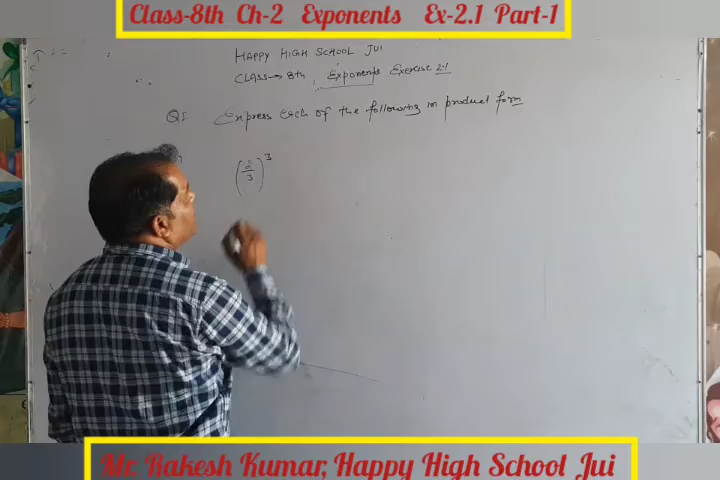 Class-8th Ch-2 Exponents Ex-2.1 Part-1
HAPPY HIGH SCHOOL JUI
CLASS→8th, Exponents Exercise 2.1
Q1 Express each of the following in product form
(2/3)^3
Mr. Rakesh Kumar, Happy High School Jui